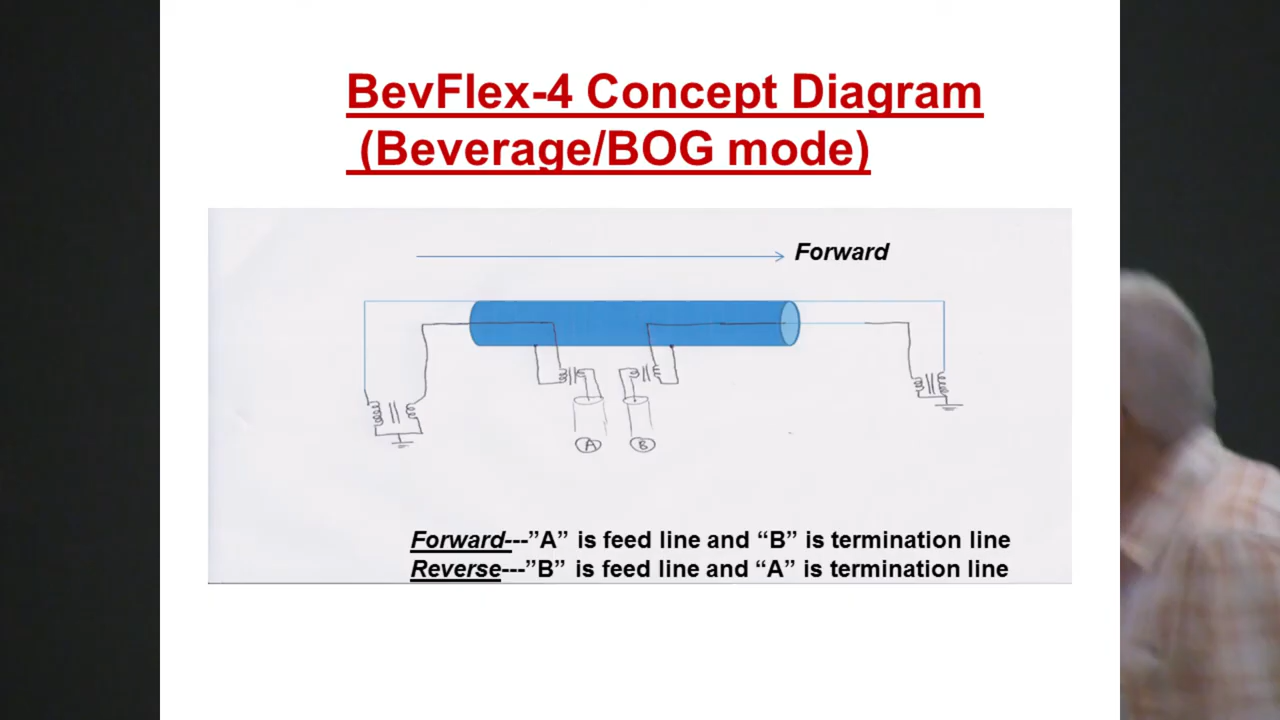 BevFlex-4 Concept Diagram
(Beverage/BOG mode)
Forward
A B
Forward---”A” is feed line and “B” is termination line
Reverse---”B” is feed line and “A” is termination line